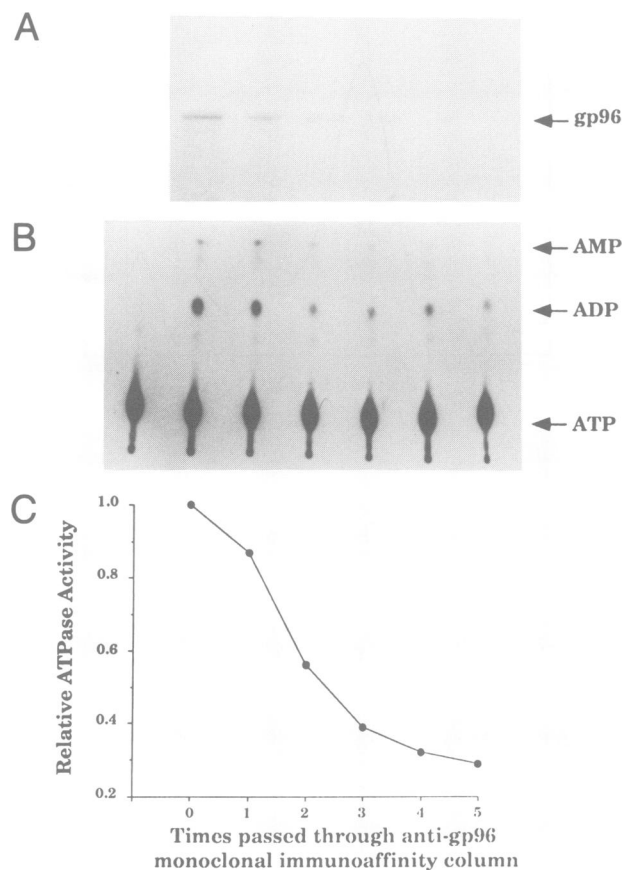 A
gp96
B
AMP
ADP
ATP
C
Relative ATPase Activity
1.0
0.8
0.6
0.4
0.2
0
1
2
3
4
5
Times passed through anti-gp96
monoclonal immunoaffinity column